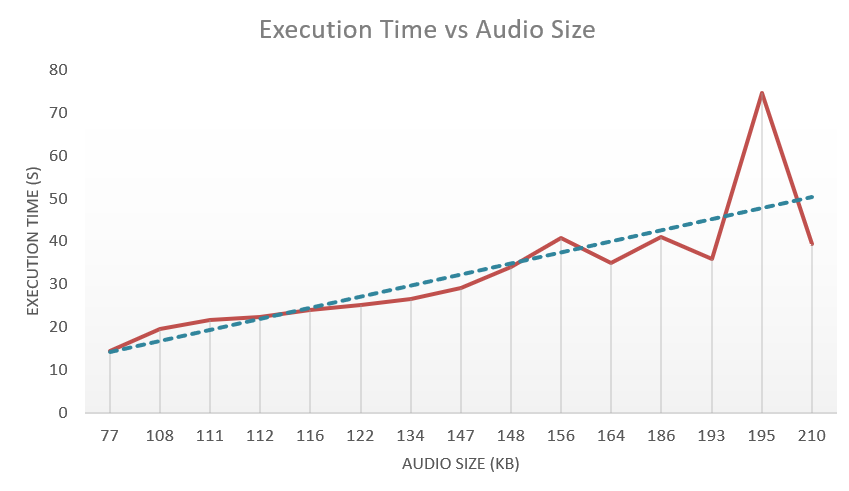 Execution Time vs Audio Size
80
70
60
50
40
30
20
10
0
EXECUTION TIME (S)
77 108 111 112 116 122 134 147 148 156 164 186 193 195 210
AUDIO SIZE (KB)